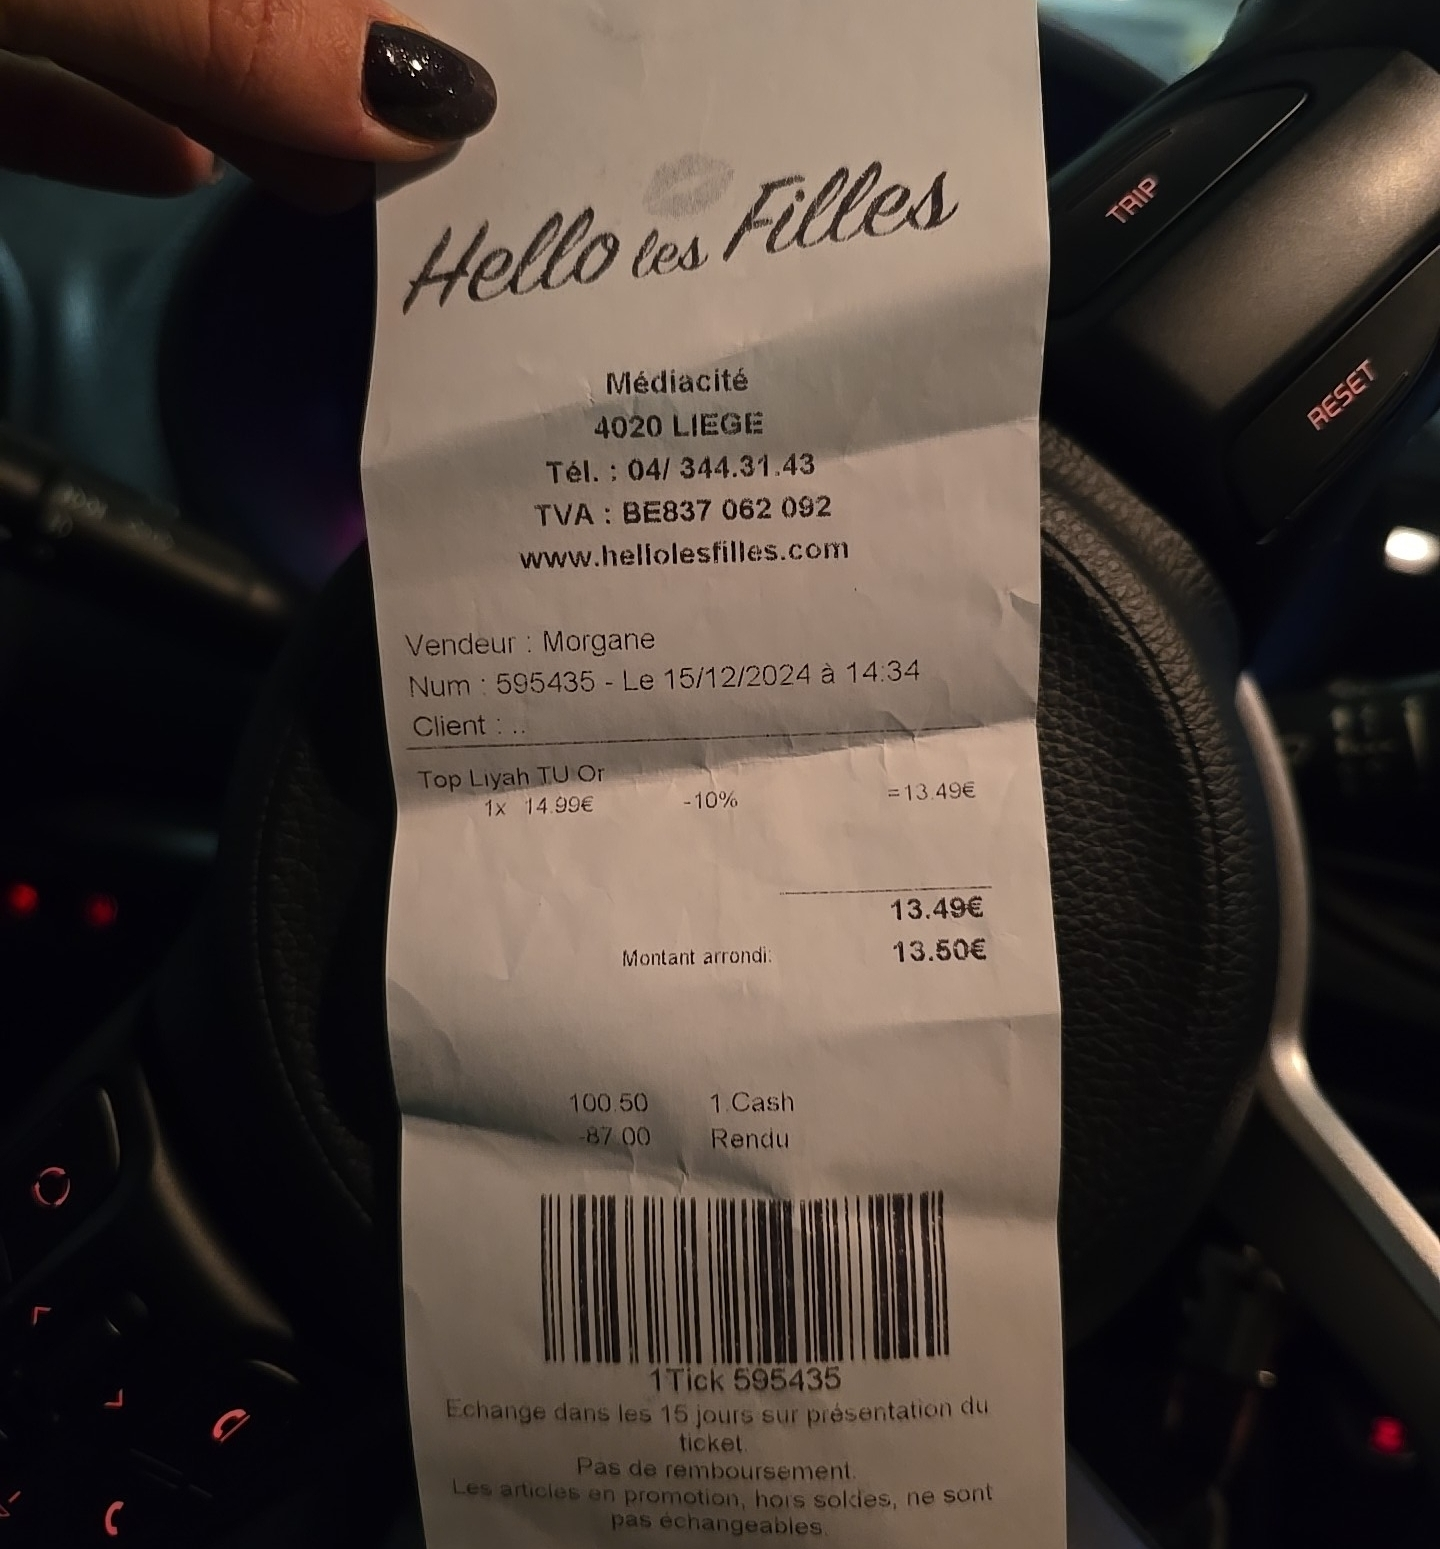 Hello les Filles
Médiacité
4020 LIEGE
Tél. : 04/ 344.31.43
TVA : BE837 062 092
www.hellolesfilles.com
Vendeur : Morgane
Num : 595435 - Le 15/12/2024 à 14:34
Client : ..
Top Liyah TU Or
1x 14.99€ -10% =13.49€
13.49€
Montant arrondi: 13.50€
100.50 1.Cash
-87.00 Rendu
1Tick 595435
Echange dans les 15 jours sur présentation du
ticket.
Pas de remboursement.
Les articles en promotion, hors soldes, ne sont
pas échangeables.
TRIP
RESET